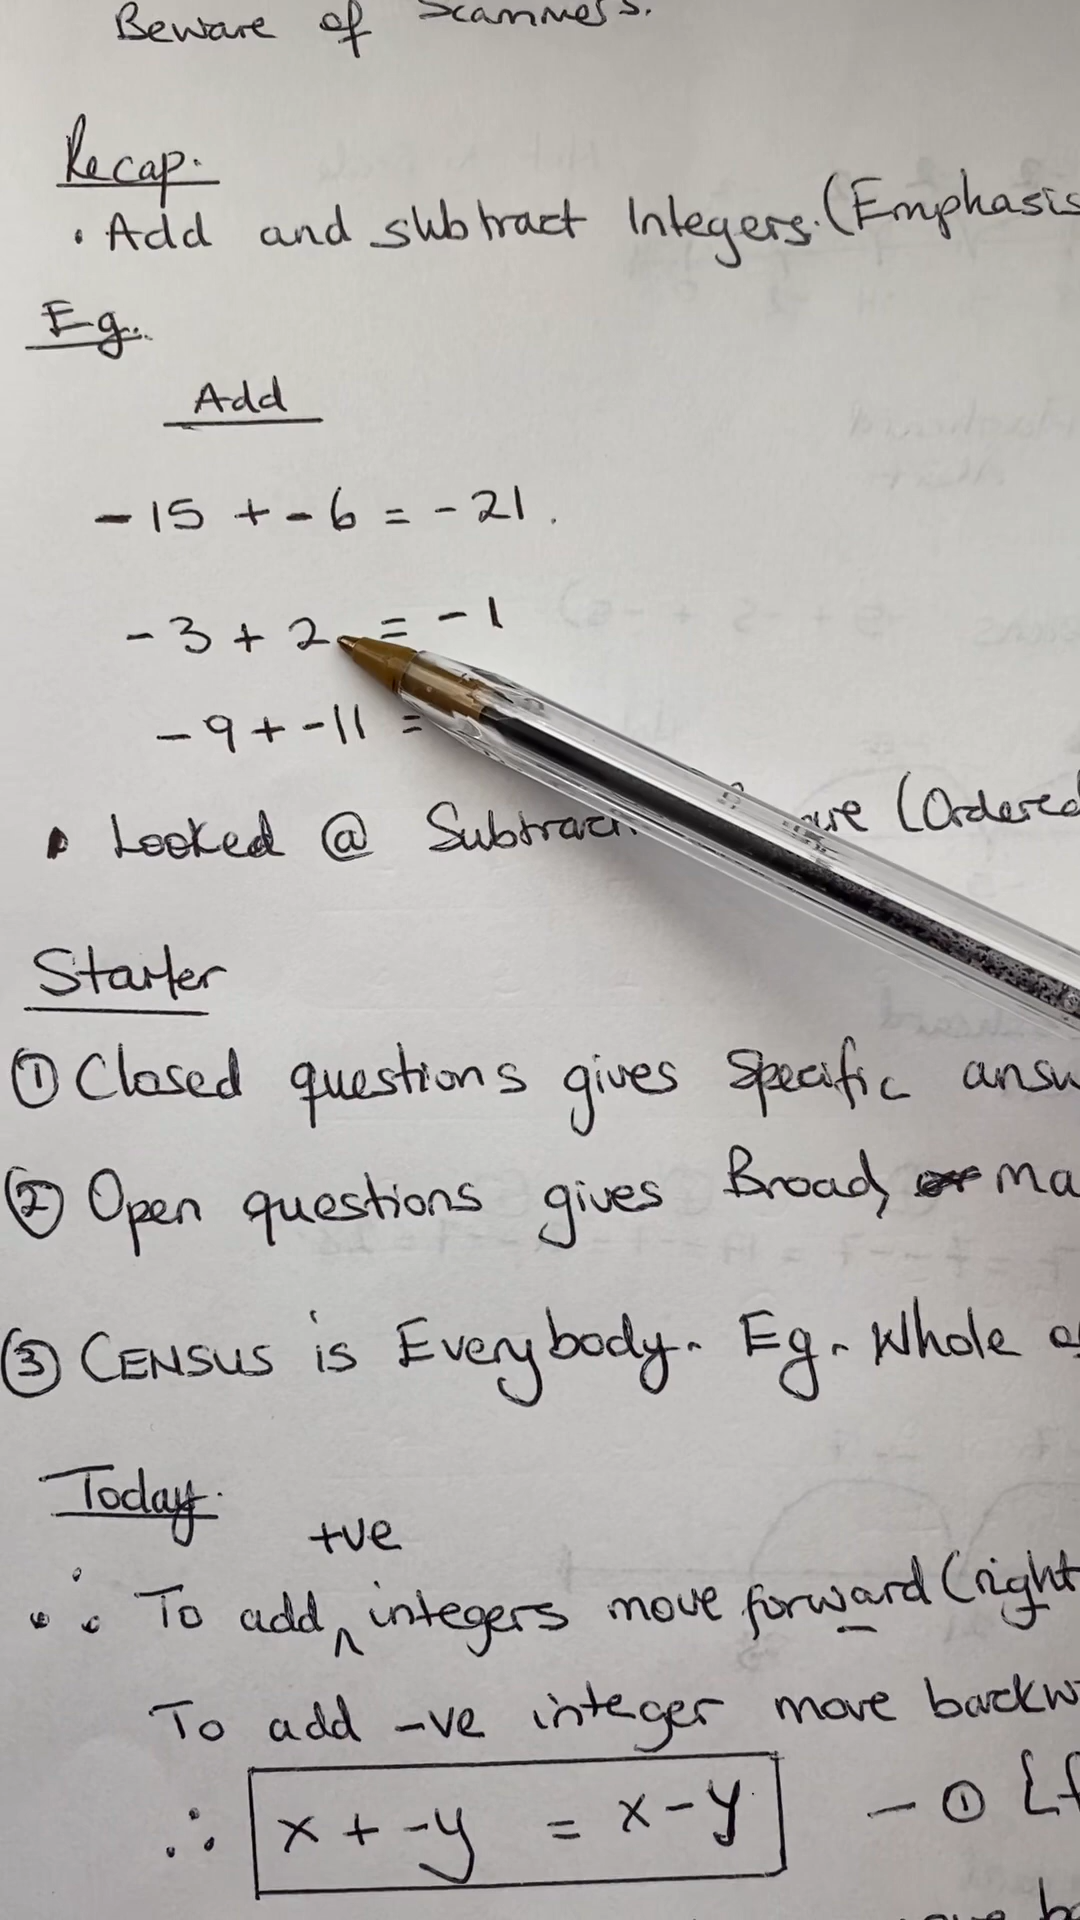 Beware of Scammers.
Recap.
• Add and subtract Integers. (Emphasis
Eg.
Add
-15 + -6 = -21.
-3 + 2 = -1
-9 + -11 =
• Looked @ (Ordered
Starter
① Closed questions gives Specific
② Open questions gives Broad,
③ CENSUS is Everybody. Eg. Whole
Today.
+ve
∴ To add ʌ integers move forward (right
To add -ve integer move
∴ x + -y = x - y - ①